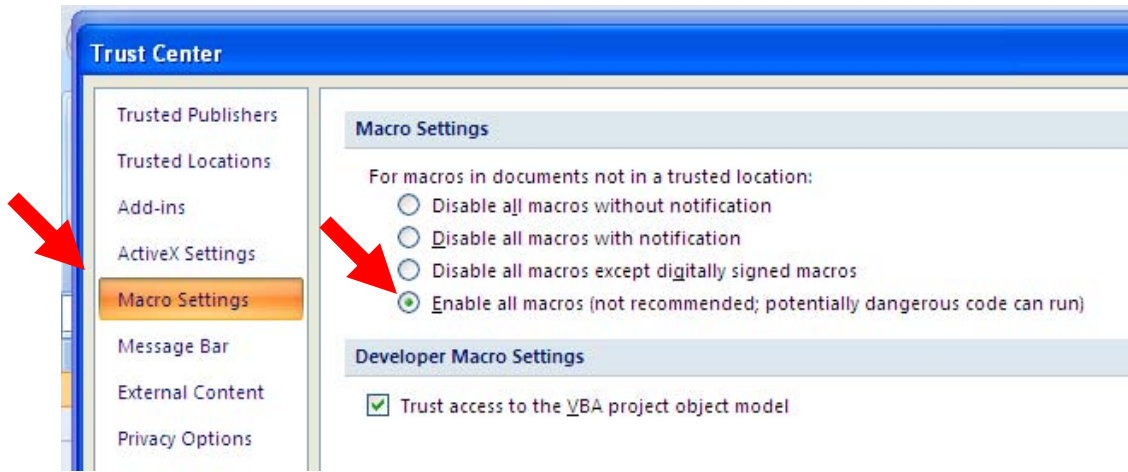 Trust Center
Trusted Publishers
Trusted Locations
Add-ins
ActiveX Settings
Macro Settings
Message Bar
External Content
Privacy Options
Macro Settings
For macros in documents not in a trusted location:
Disable all macros without notification
Disable all macros with notification
Disable all macros except digitally signed macros
Enable all macros (not recommended; potentially dangerous code can run)
Developer Macro Settings
Trust access to the VBA project object model